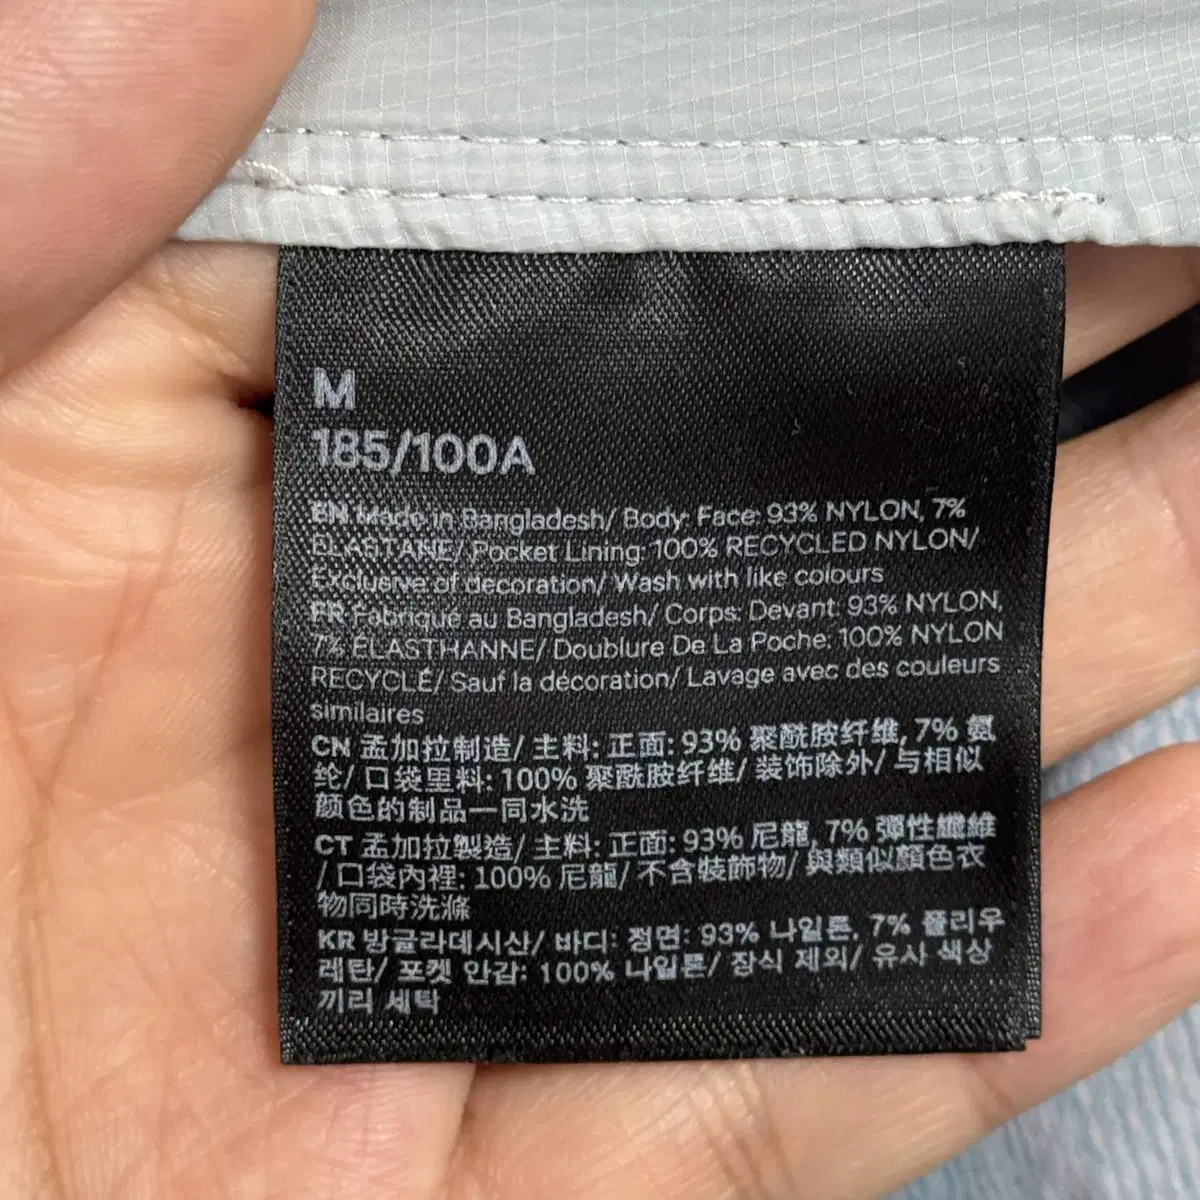 M
185/100A
EN Made in Bangladesh/ Body: Face: 93% NYLON, 7%
ELASTANE/ Pocket Lining: 100% RECYCLED NYLON/
Exclusive of decoration/ Wash with like colours
FR Fabriqué au Bangladesh/ Corps: Devant: 93% NYLON,
7% ÉLASTHANNE/ Doublure De La Poche: 100% NYLON
RECYCLÉ/ Sauf la décoration/ Lavage avec des couleurs
similaires
CN 孟加拉制造/ 主料: 正面: 93% 聚酰胺纤维, 7% 氨
纶/ 口袋里料: 100% 聚酰胺纤维/ 装饰除外/ 与相似
颜色的制品一同水洗
CT 孟加拉製造/ 主料: 正面: 93% 尼龍, 7% 彈性纖維
/ 口袋內裡: 100% 尼龍/ 不含裝飾物/ 與類似顏色衣
物同時洗滌
KR 방글라데시산/ 바디: 정면: 93% 나일론, 7% 폴리우
레탄/ 포켓 안감: 100% 나일론/ 장식 제외/ 유사 색상
끼리 세탁